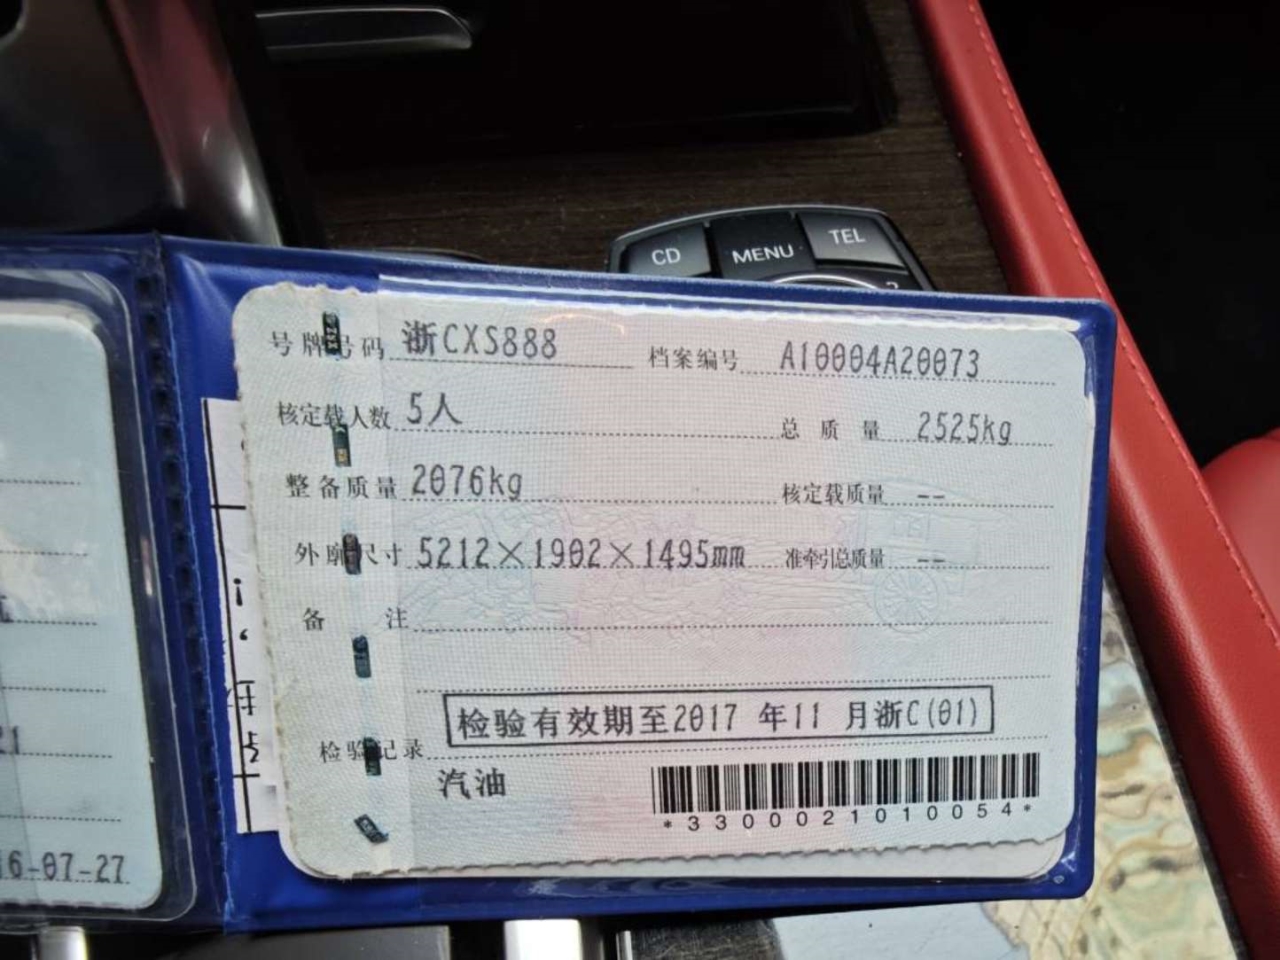 CD MENU TEL
号牌号码 浙CXS888 档案编号 A10004A20073
核定载人数 5人 总质量 2525kg
整备质量 2076kg 核定载质量 --
外廓尺寸 5212×1902×1495mm 准牵引总质量 --
备注
检验有效期至2017 年11 月浙C(01)
检验记录
汽油
*3300021010054*
6-07-27